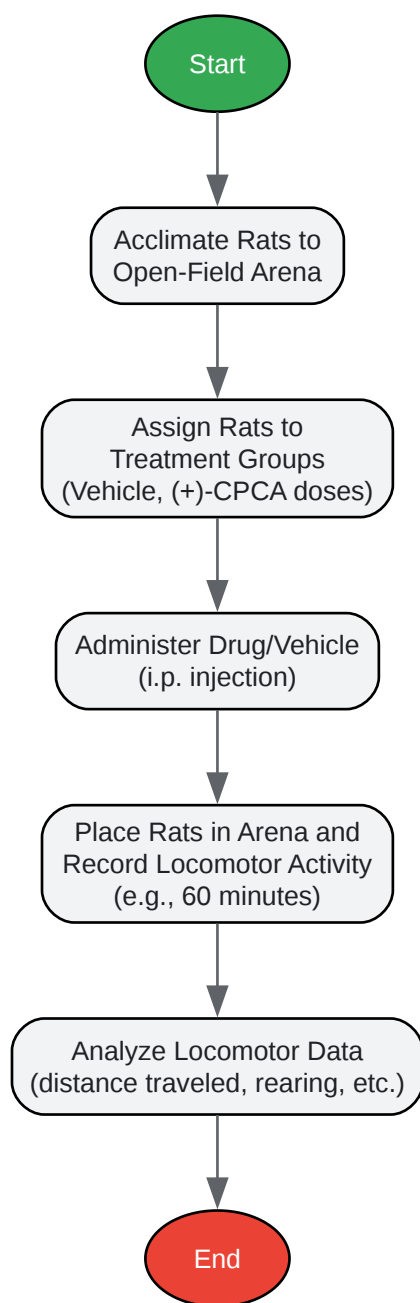 Start
Acclimate Rats to
Open-Field Arena
Assign Rats to
Treatment Groups
(Vehicle, (+)-CPCA doses)
Administer Drug/Vehicle
(i.p. injection)
Place Rats in Arena and
Record Locomotor Activity
(e.g., 60 minutes)
Analyze Locomotor Data
(distance traveled, rearing, etc.)
End